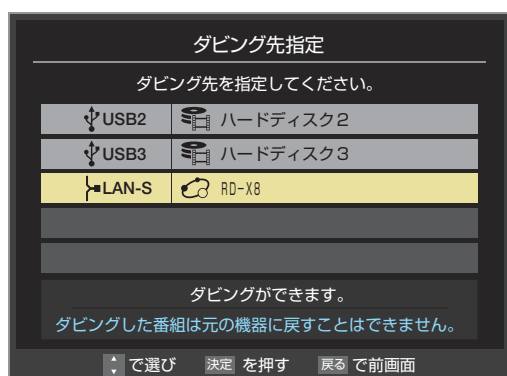 ダビング先指定
ダビング先を指定してください。
USB2 ハードディスク2
USB3 ハードディスク3
LAN-S RD-X8
ダビングができます。
ダビングした番組は元の機器に戻すことはできません。
で選び 決定 を押す 戻る で前画面